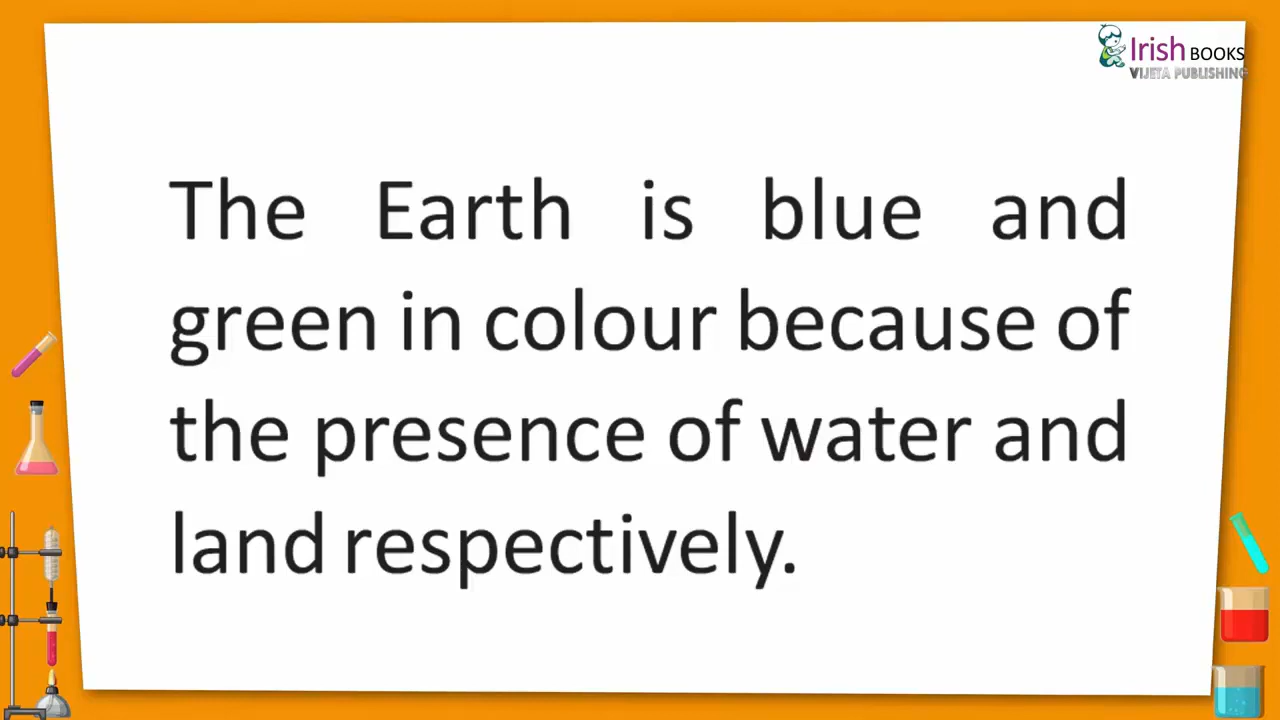 Irish BOOKS
VIJETA PUBLISHING
The Earth is blue and
green in colour because of
the presence of water and
land respectively.